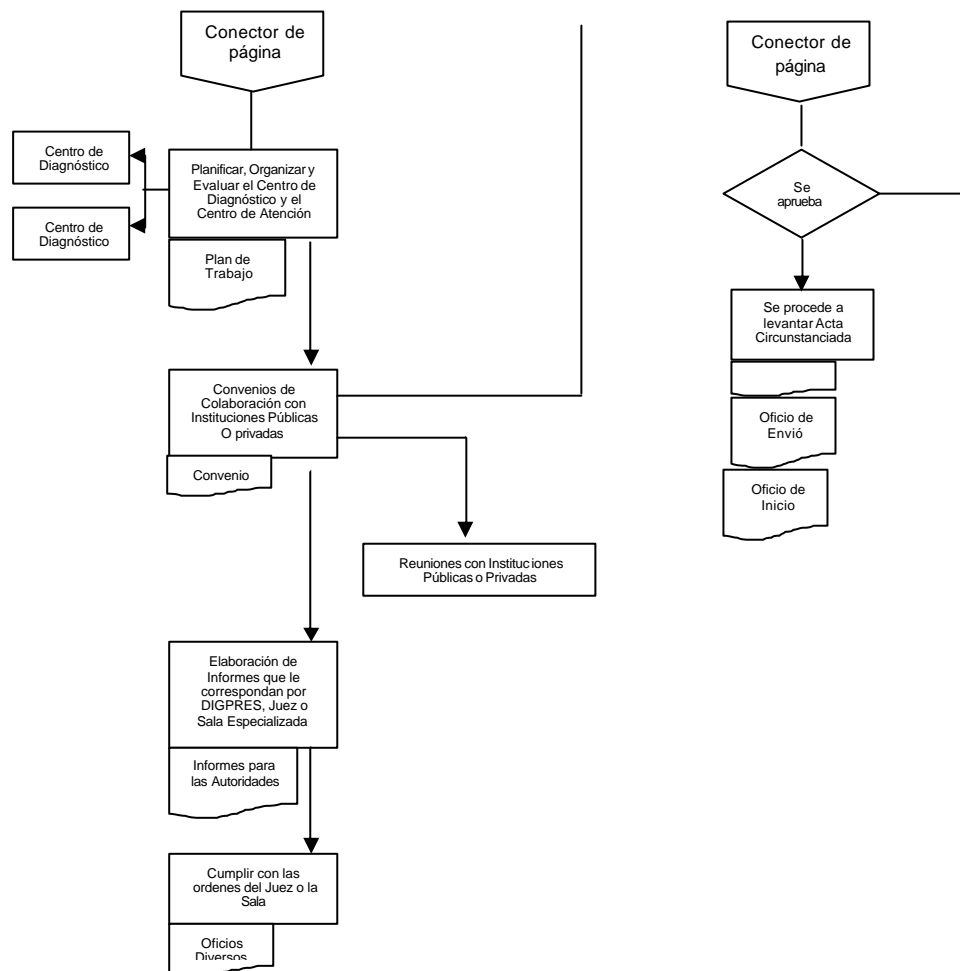 Conector de
página
Centro de
Diagnóstico
Centro de
Diagnóstico
Planificar, Organizar y
Evaluar el Centro de
Diagnóstico y el
Centro de Atención
Plan de
Trabajo
Convenios de
Colaboración con
Instituciones Públicas
O privadas
Convenio
Reuniones con Instituciones
Públicas o Privadas
Elaboración de
Informes que le
correspondan por
DIGPRES, Juez o
Sala Especializada
Informes para
las Autoridades
Cumplir con las
ordenes del Juez o la
Sala
Oficios
Diversos
Conector de
página
Se
aprueba
Se procede a
levantar Acta
Circunstanciada
Oficio de
Envió
Oficio de
Inicio